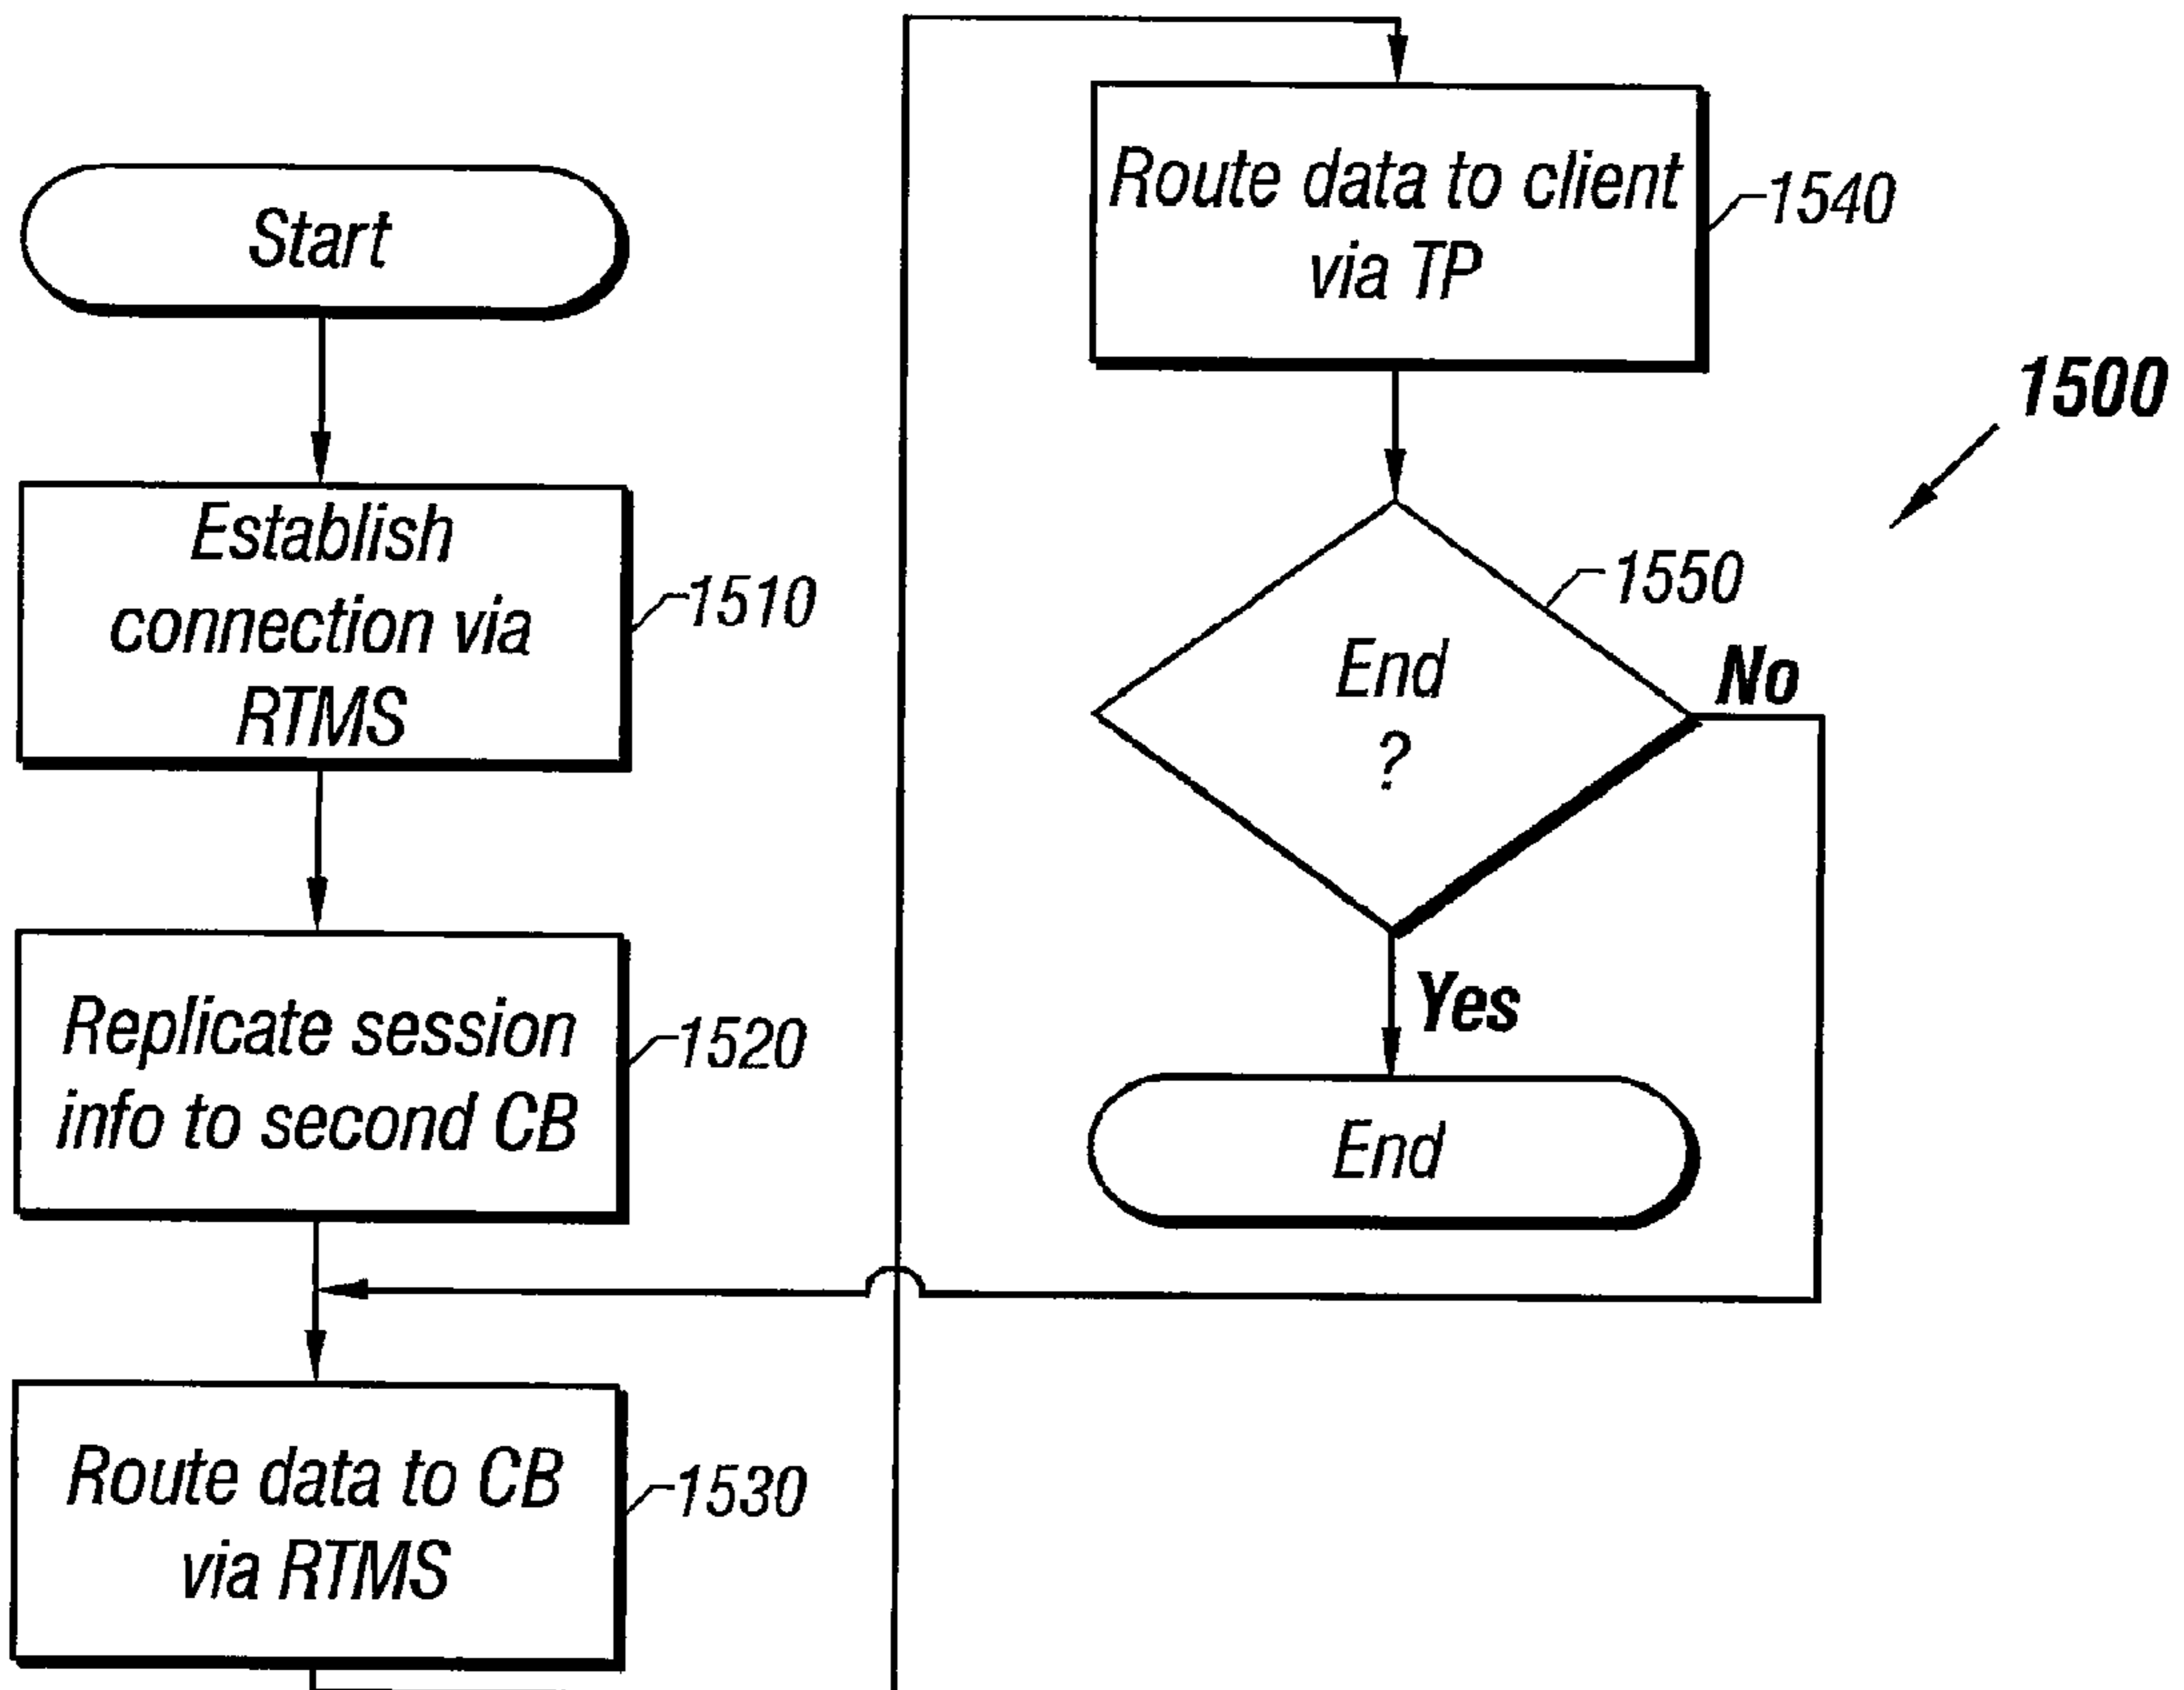 Start
Establish
connection via
RTMS
1510
Replicate session
info to second CB
1520
Route data to CB
via RTMS
1530
Route data to client
via TP
1540
1500
End
?
1550
No
Yes
End